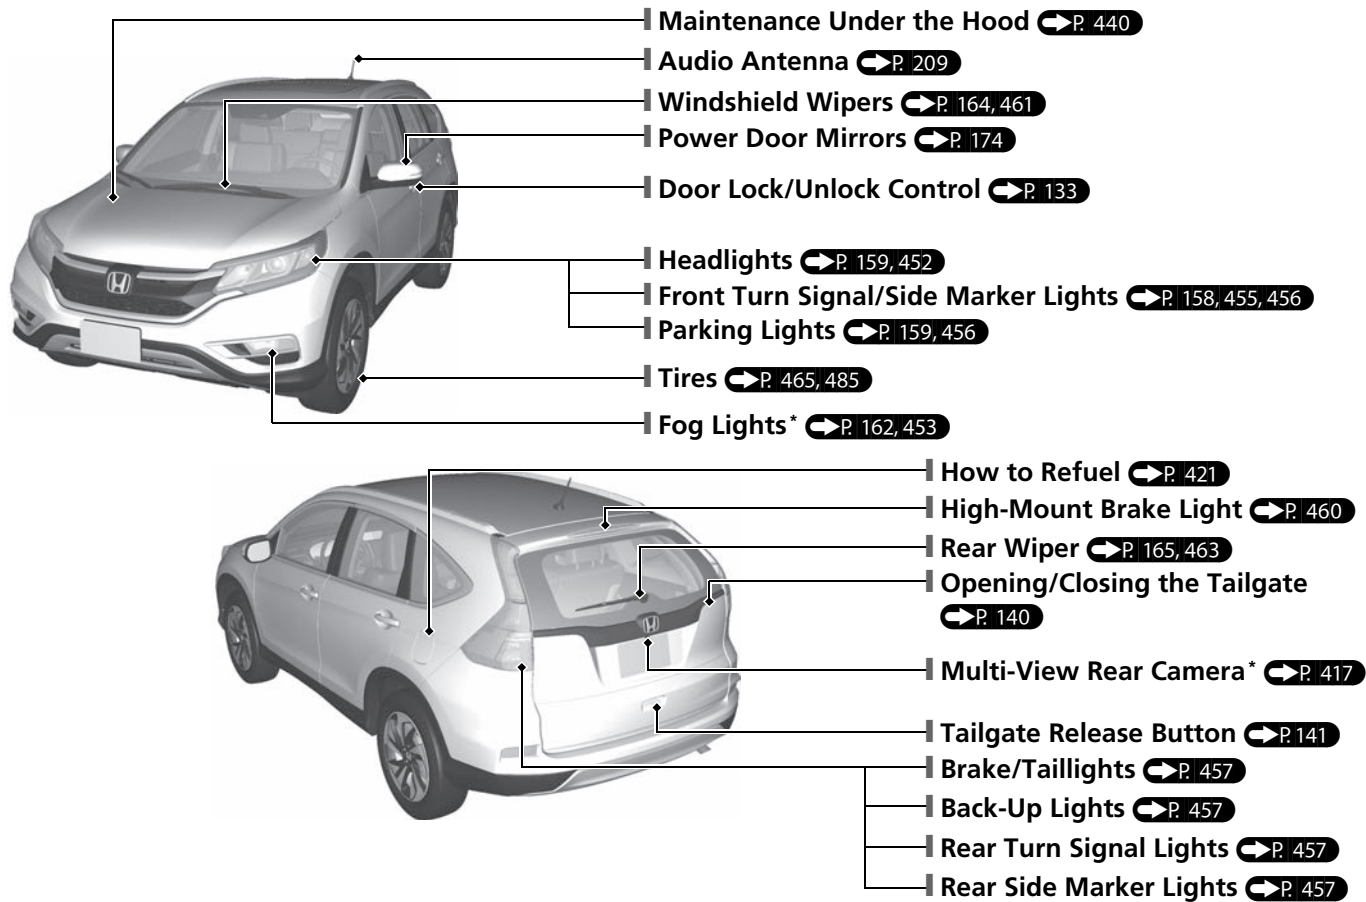 Maintenance Under the Hood P. 440
Audio Antenna P. 209
Windshield Wipers P. 164, 461
Power Door Mirrors P. 174
Door Lock/Unlock Control P. 133
Headlights P. 159, 452
Front Turn Signal/Side Marker Lights P. 158, 455, 456
Parking Lights P. 159, 456
Tires P. 465, 485
Fog Lights* P. 162, 453
How to Refuel P. 421
High-Mount Brake Light P. 460
Rear Wiper P. 165, 463
Opening/Closing the Tailgate
P. 140
Multi-View Rear Camera* P. 417
Tailgate Release Button P.141
Brake/Taillights P. 457
Back-Up Lights P. 457
Rear Turn Signal Lights P. 457
Rear Side Marker Lights P. 457